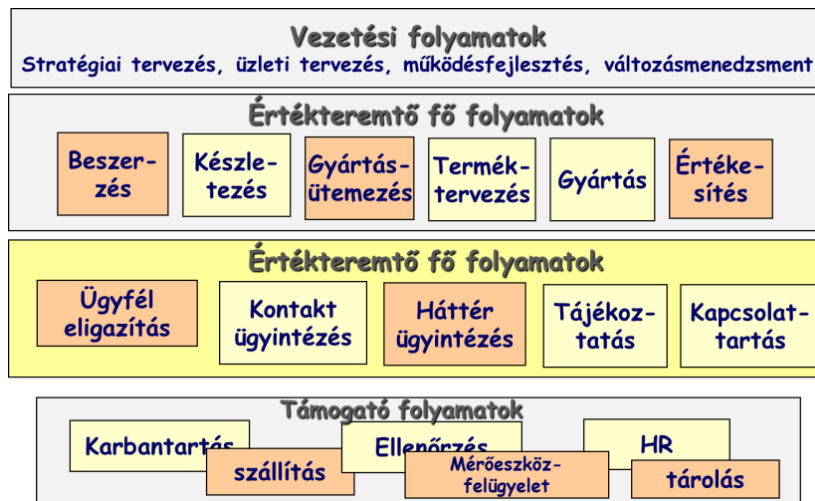 Vezetési folyamatok
Stratégiai tervezés, üzleti tervezés, működésfejlesztés, változásmenedzsment
Értékteremtő fő folyamatok
Beszer-
zés
Készle-
tezés
Gyártás-
ütemezés
Termék-
tervezés
Gyártás
Értéke-
sítés
Értékteremtő fő folyamatok
Ügyfél
eligazítás
Kontakt
ügyintézés
Háttér
ügyintézés
Tájékoz-
tatás
Kapcsolat-
tartás
Támogató folyamatok
Karbantartás
szállítás
Ellenőrzés
Mérőeszköz-
felügyelet
HR
tárolás